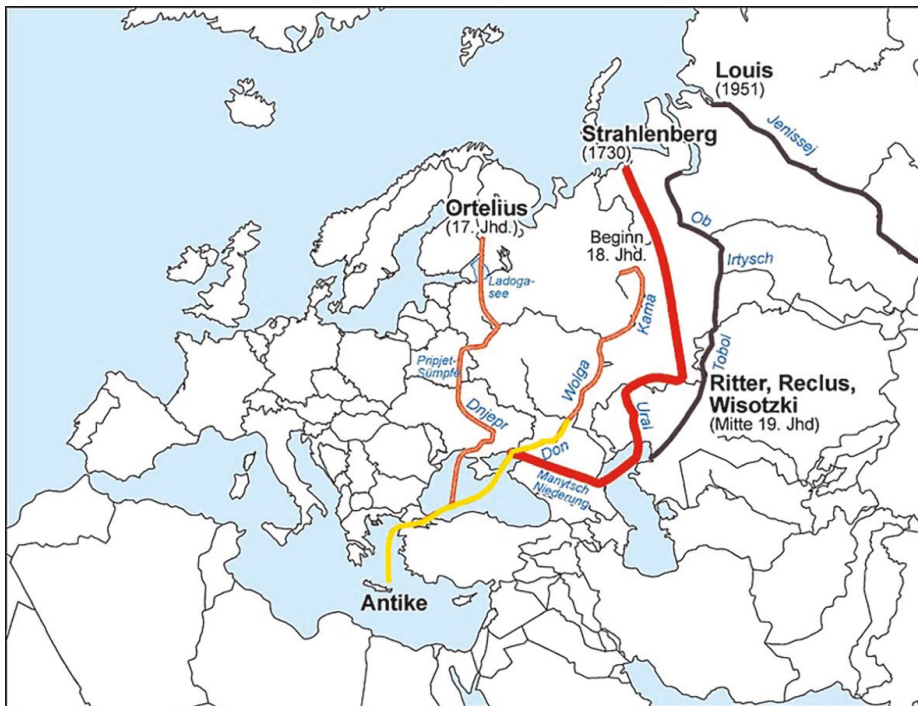 Louis
(1951)
Jenissej
Strahlenberg
(1730)
Ortelius
(17. Jhd.)
Beginn
18. Jhd.
Ob
Irtysch
Ladoga-
see
Kama
Tobol
Pripjet-
Sümpfe
Wolga
Ritter, Reclus,
Wisotzki
(Mitte 19. Jhd)
Dnjepr
Ural
Don
Manytsch
Niederung
Antike